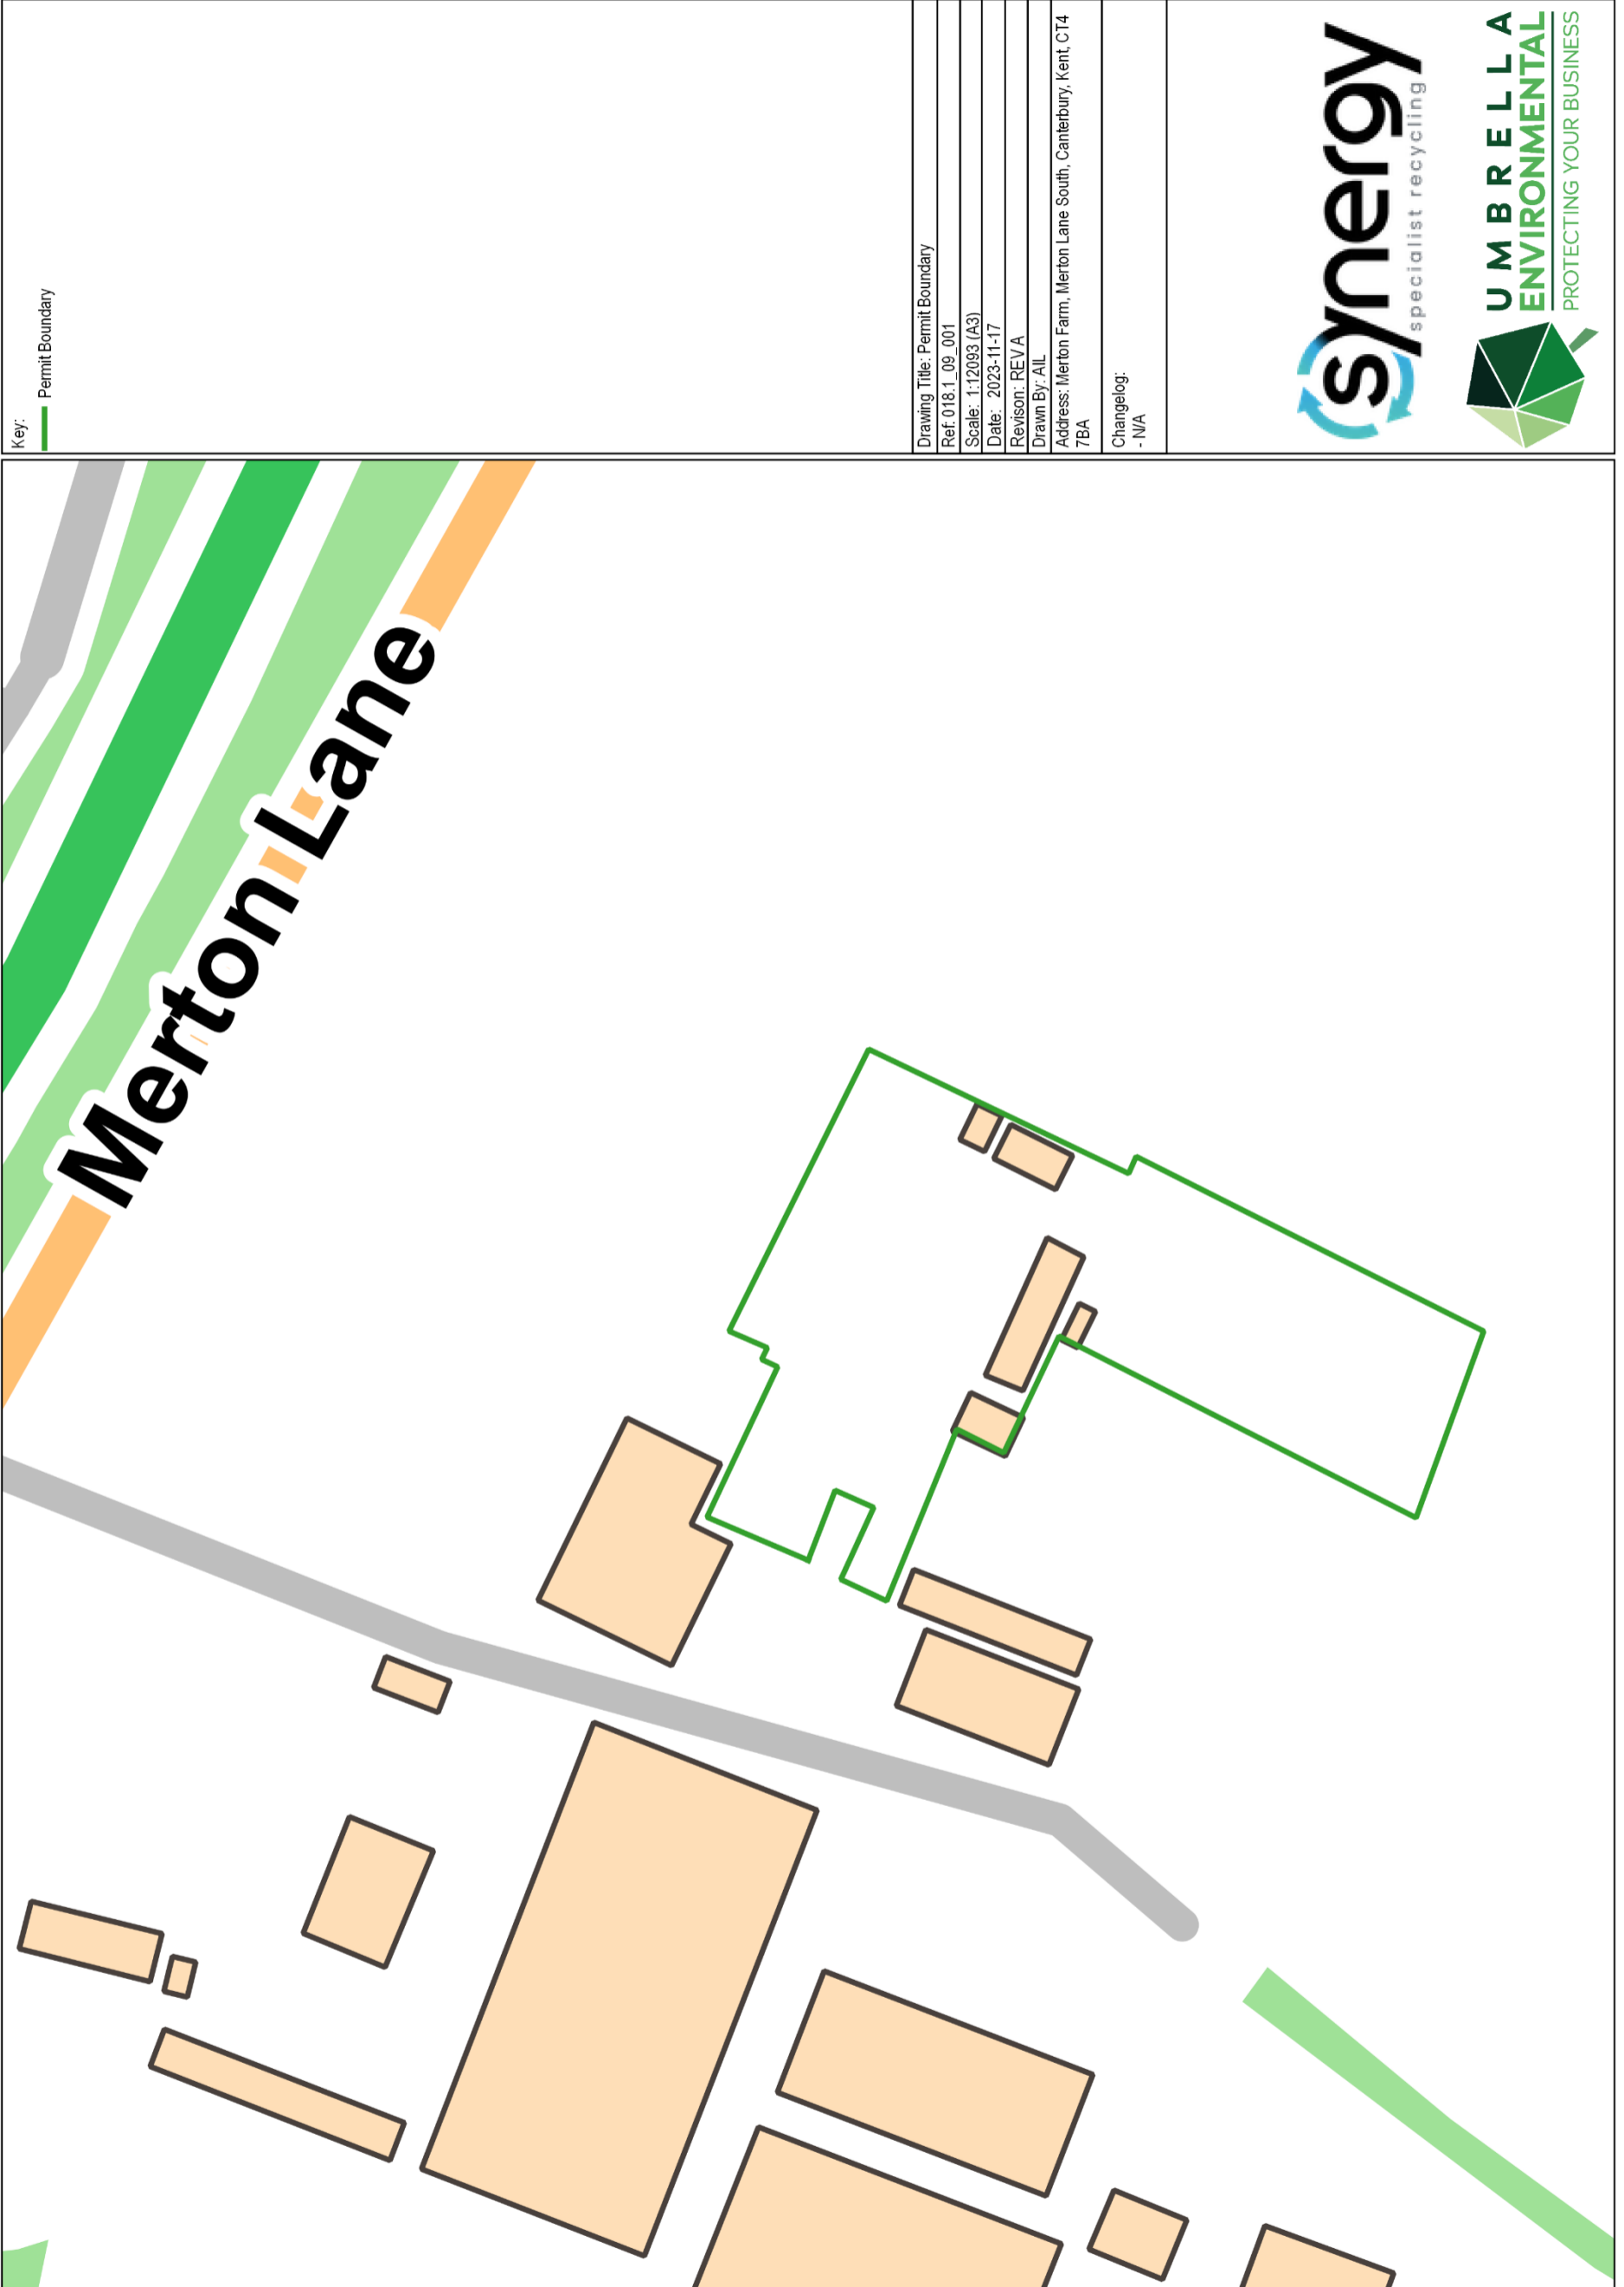 Merton Lane
Key:
Permit Boundary
Drawing Title: Permit Boundary
Ref: 018.1_09_001
Scale: 1:12093 (A3)
Date: 2023-11-17
Revison: REV A
Drawn By: AIL
Address: Merton Farm, Merton Lane South, Canterbury, Kent, CT4
7BA
Changelog:
- N/A
synergy
specialist recycling
UMBRELLA
ENVIRONMENTAL
PROTECTING YOUR BUSINESS